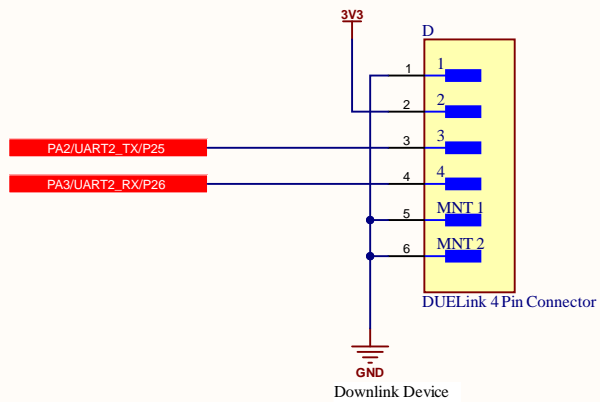 3V3
D
1 1
2 2
PA2/UART2_TX/P25 3 3
PA3/UART2_RX/P26 4 4
5 MNT 1
6 MNT 2
DUELink 4 Pin Connector
GND
Downlink Device